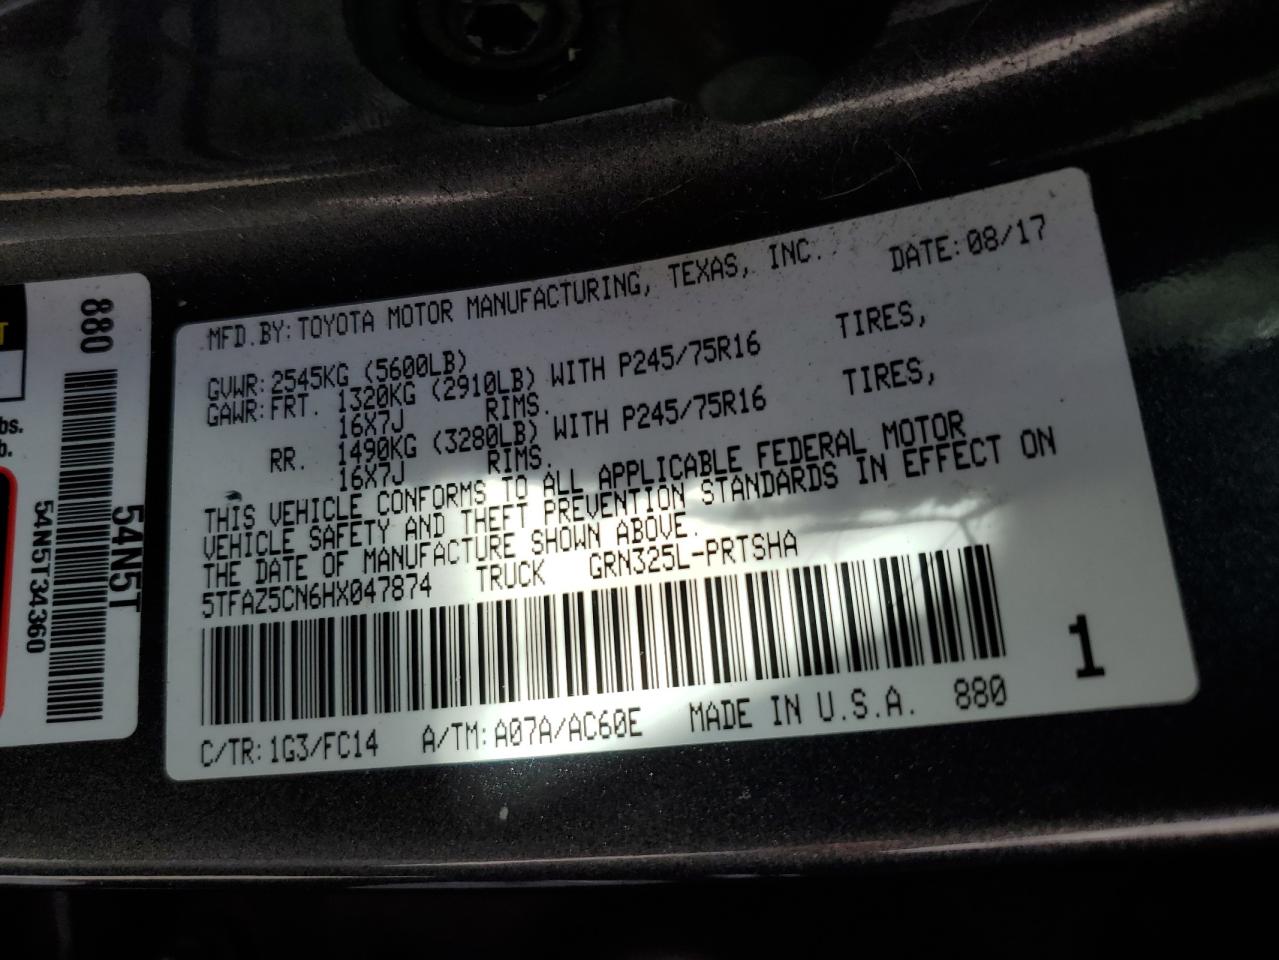 MFD.BY:TOYOTA MOTOR MANUFACTURING, TEXAS, INC. DATE:08/17
GVWR:2545KG (5600LB)
GAWR:FRT. 1320KG (2910LB) WITH P245/75R16 TIRES,
16X7J RIMS.
RR. 1490KG (3280LB) WITH P245/75R16 TIRES,
16X7J RIMS.
THIS VEHICLE CONFORMS TO ALL APPLICABLE FEDERAL MOTOR
VEHICLE SAFETY AND THEFT PREVENTION STANDARDS IN EFFECT ON
THE DATE OF MANUFACTURE SHOWN ABOVE.
5TFAZ5CN6HX047874 TRUCK GRN325L-PRTSHA
1
C/TR:1G3/FC14 A/TM:A07A/AC60E MADE IN U.S.A. 880
880
54N5T
54N5T34360
bs.
b.
T